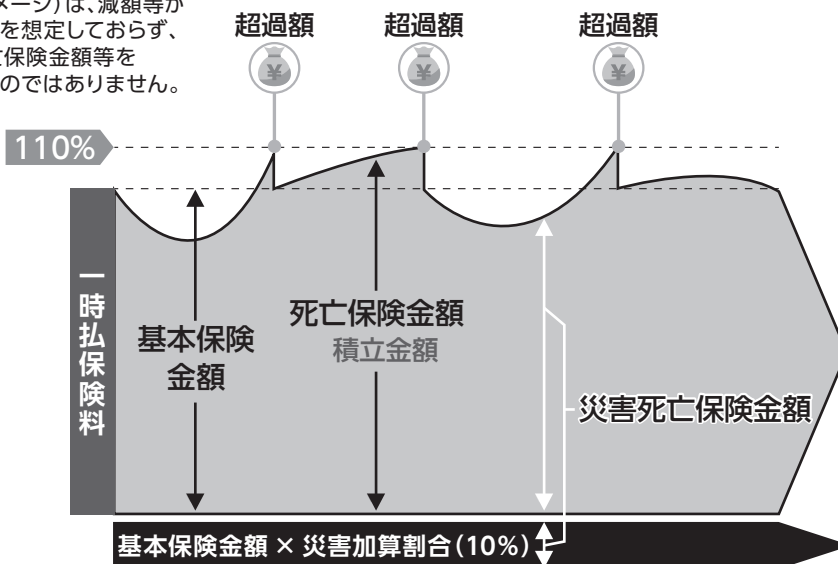 メージ)は、減額等が
を想定しておらず、
亡保険金額等を
のではありません。
超過額
超過額
超過額
¥
¥
¥
110%
一時払保険料
基本保険
金額
死亡保険金額
積立金額
災害死亡保険金額
基本保険金額 × 災害加算割合(10%)